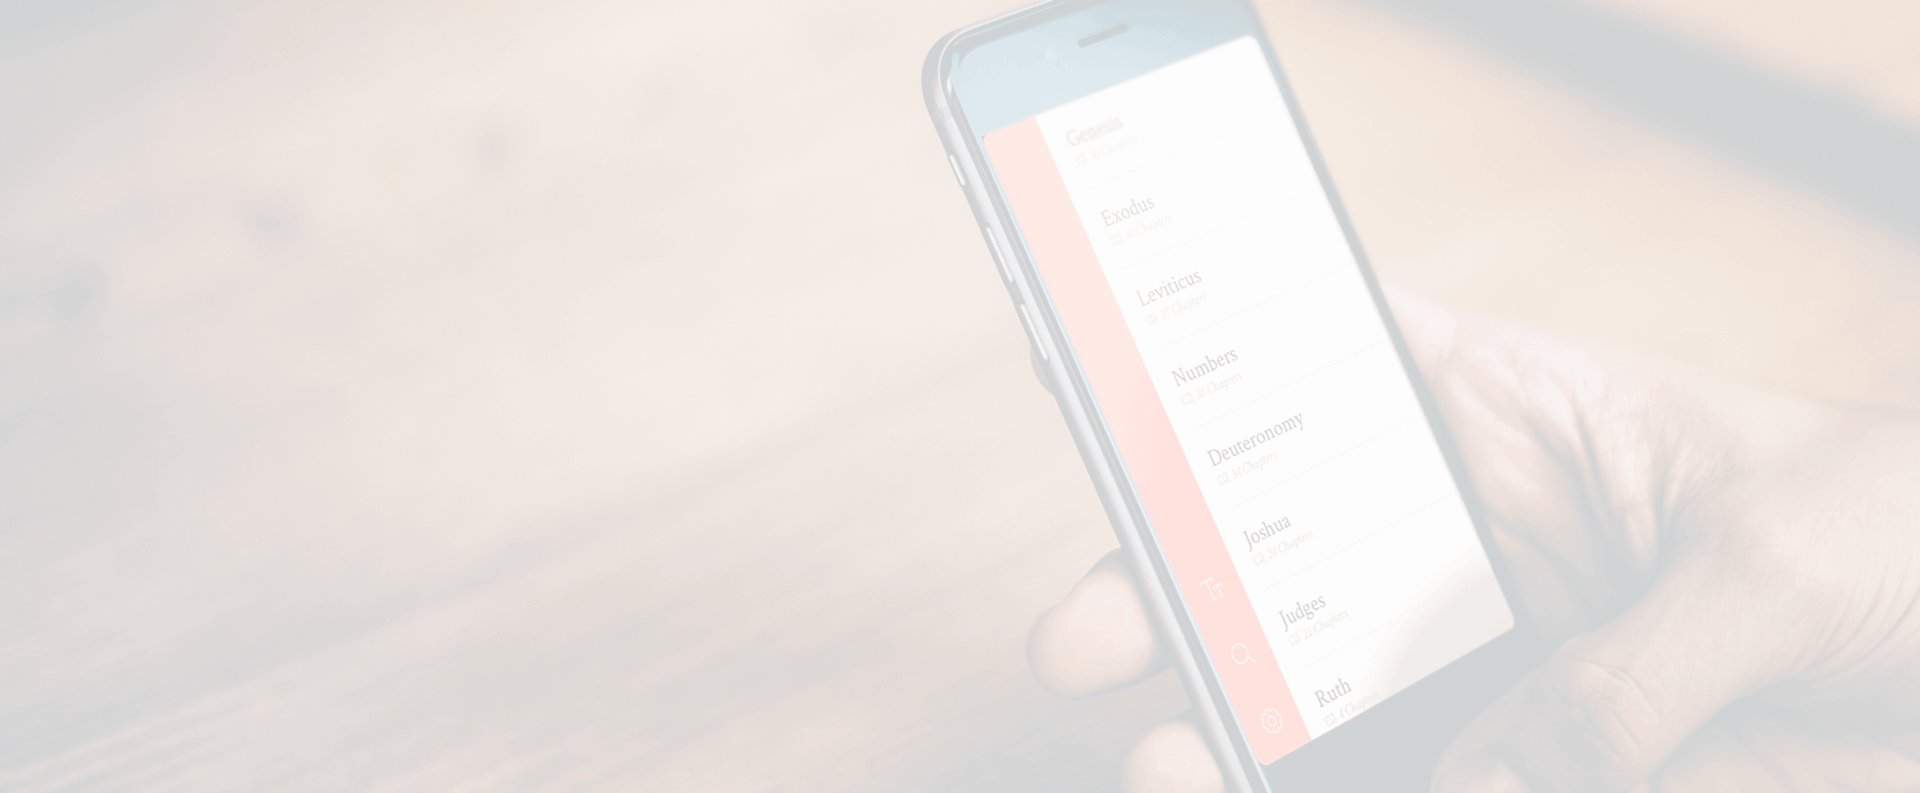 Genesis
50 Chapters
Exodus
40 Chapters
Leviticus
27 Chapters
Numbers
36 Chapters
Deuteronomy
34 Chapters
Joshua
24 Chapters
Judges
21 Chapters
Ruth
4 Chapters
Tт